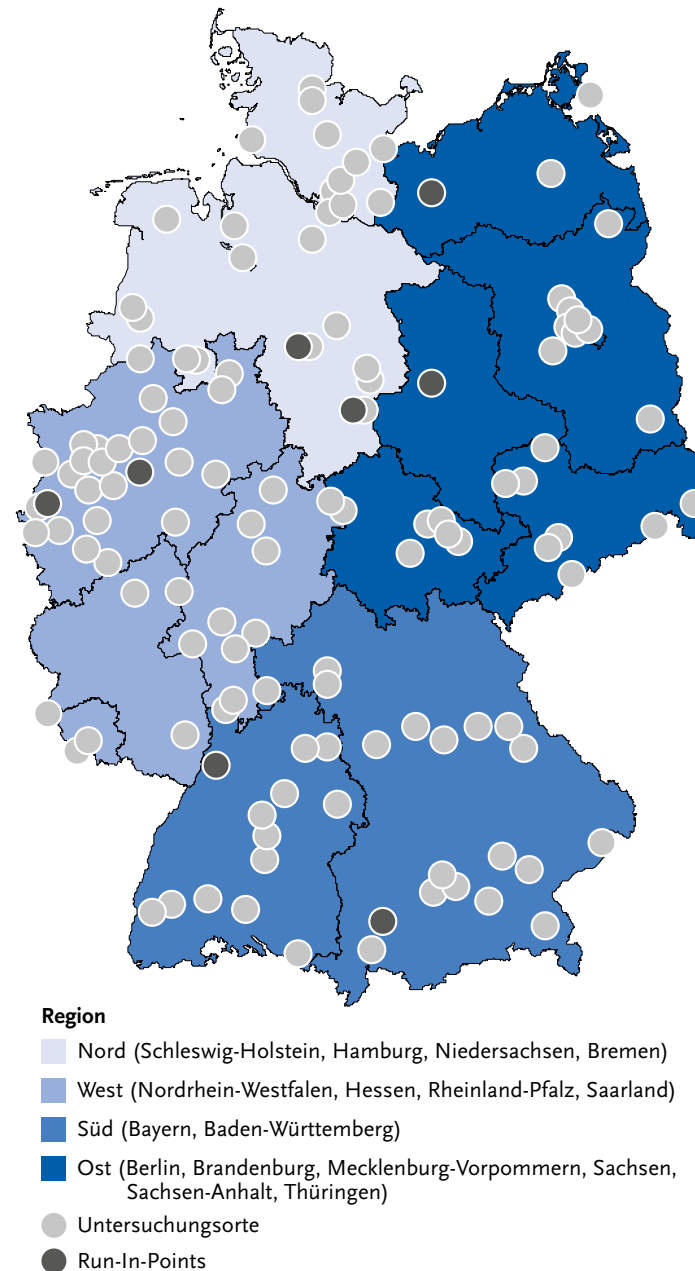 Region
Nord (Schleswig-Holstein, Hamburg, Niedersachsen, Bremen)
West (Nordrhein-Westfalen, Hessen, Rheinland-Pfalz, Saarland)
Süd (Bayern, Baden-Württemberg)
Ost (Berlin, Brandenburg, Mecklenburg-Vorpommern, Sachsen,
Sachsen-Anhalt, Thüringen)
Untersuchungsorte
Run-In-Points